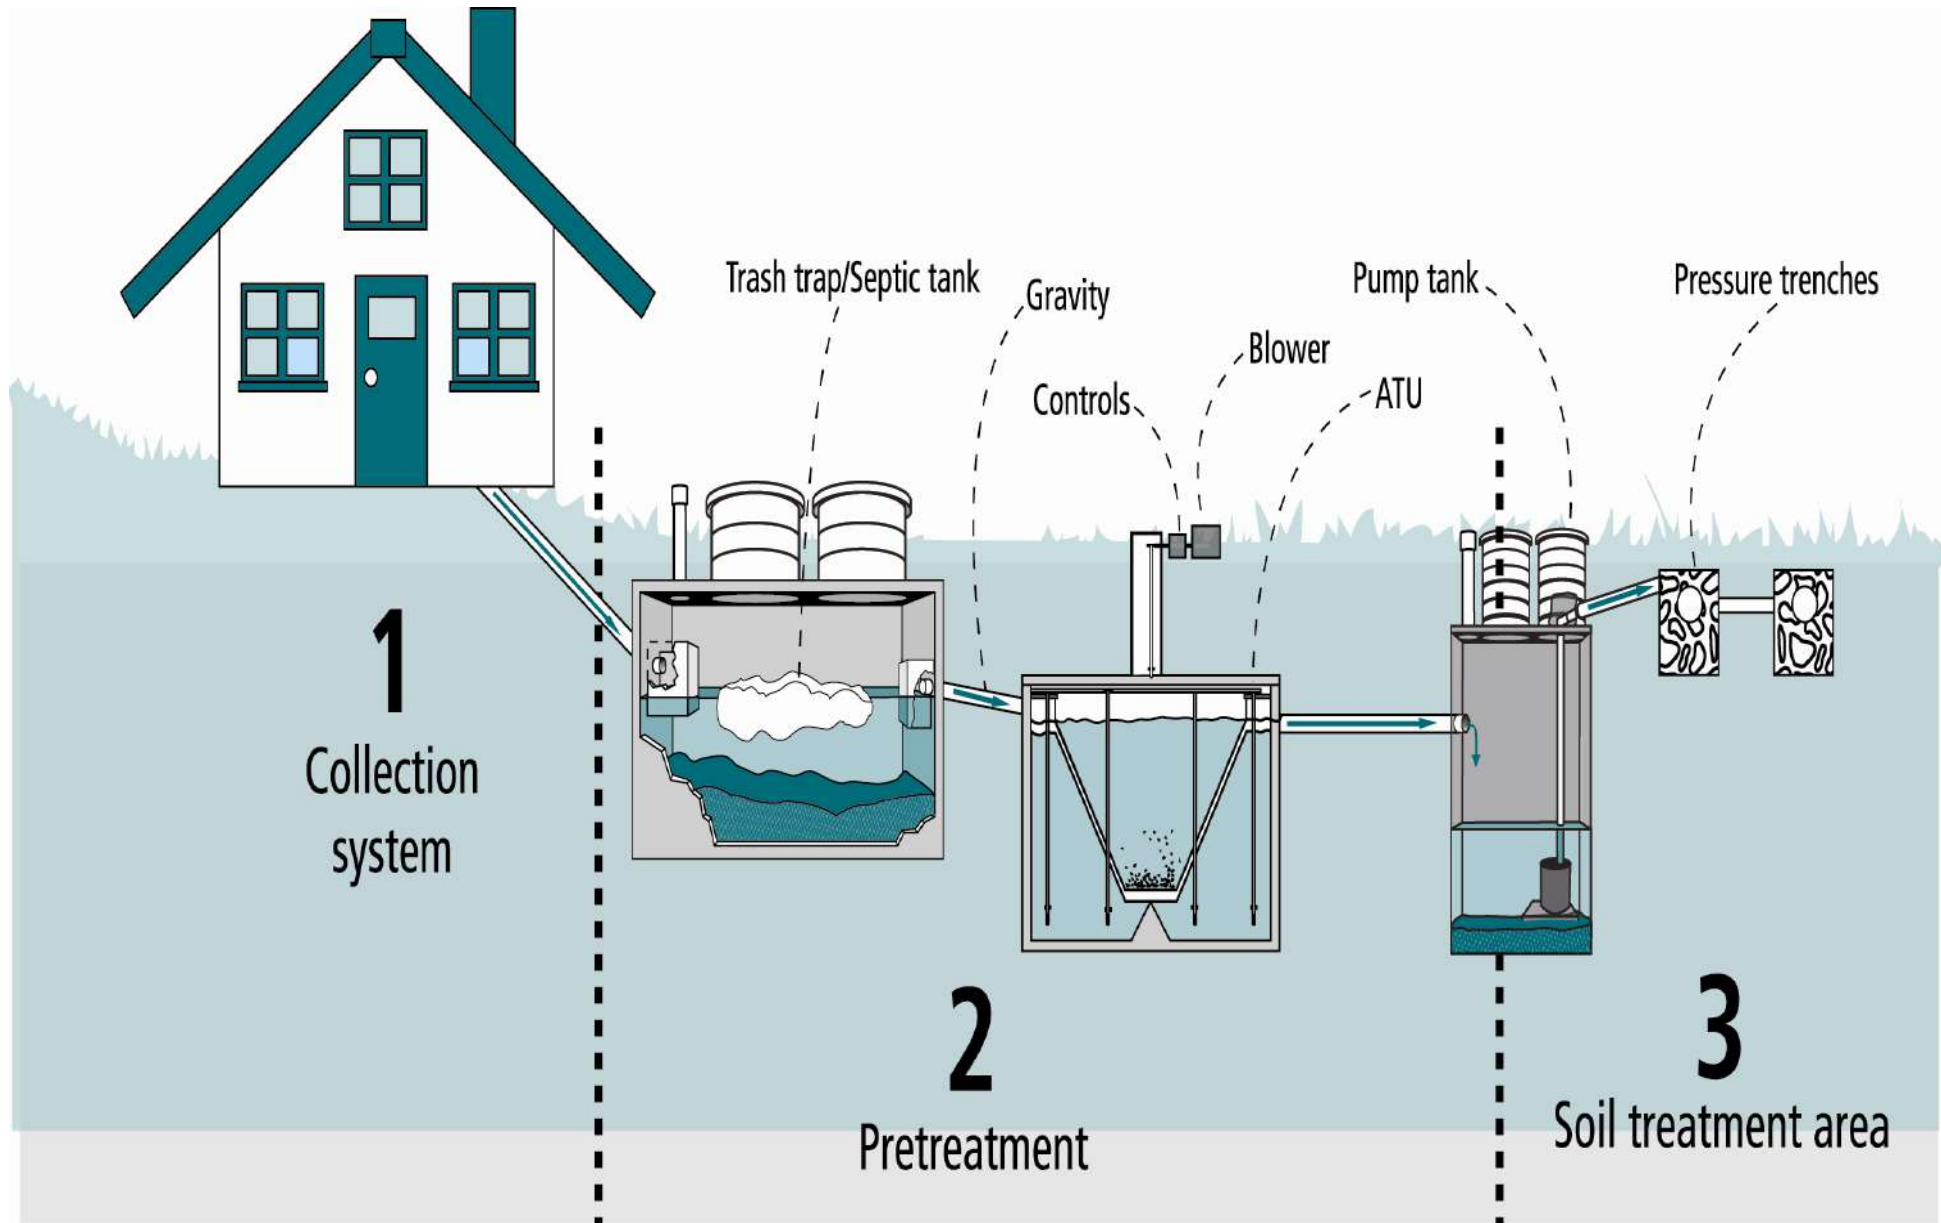 Trash trap/Septic tank
Gravity
Blower
Controls
ATU
Pump tank
Pressure trenches
1
Collection
system
2
Pretreatment
3
Soil treatment area